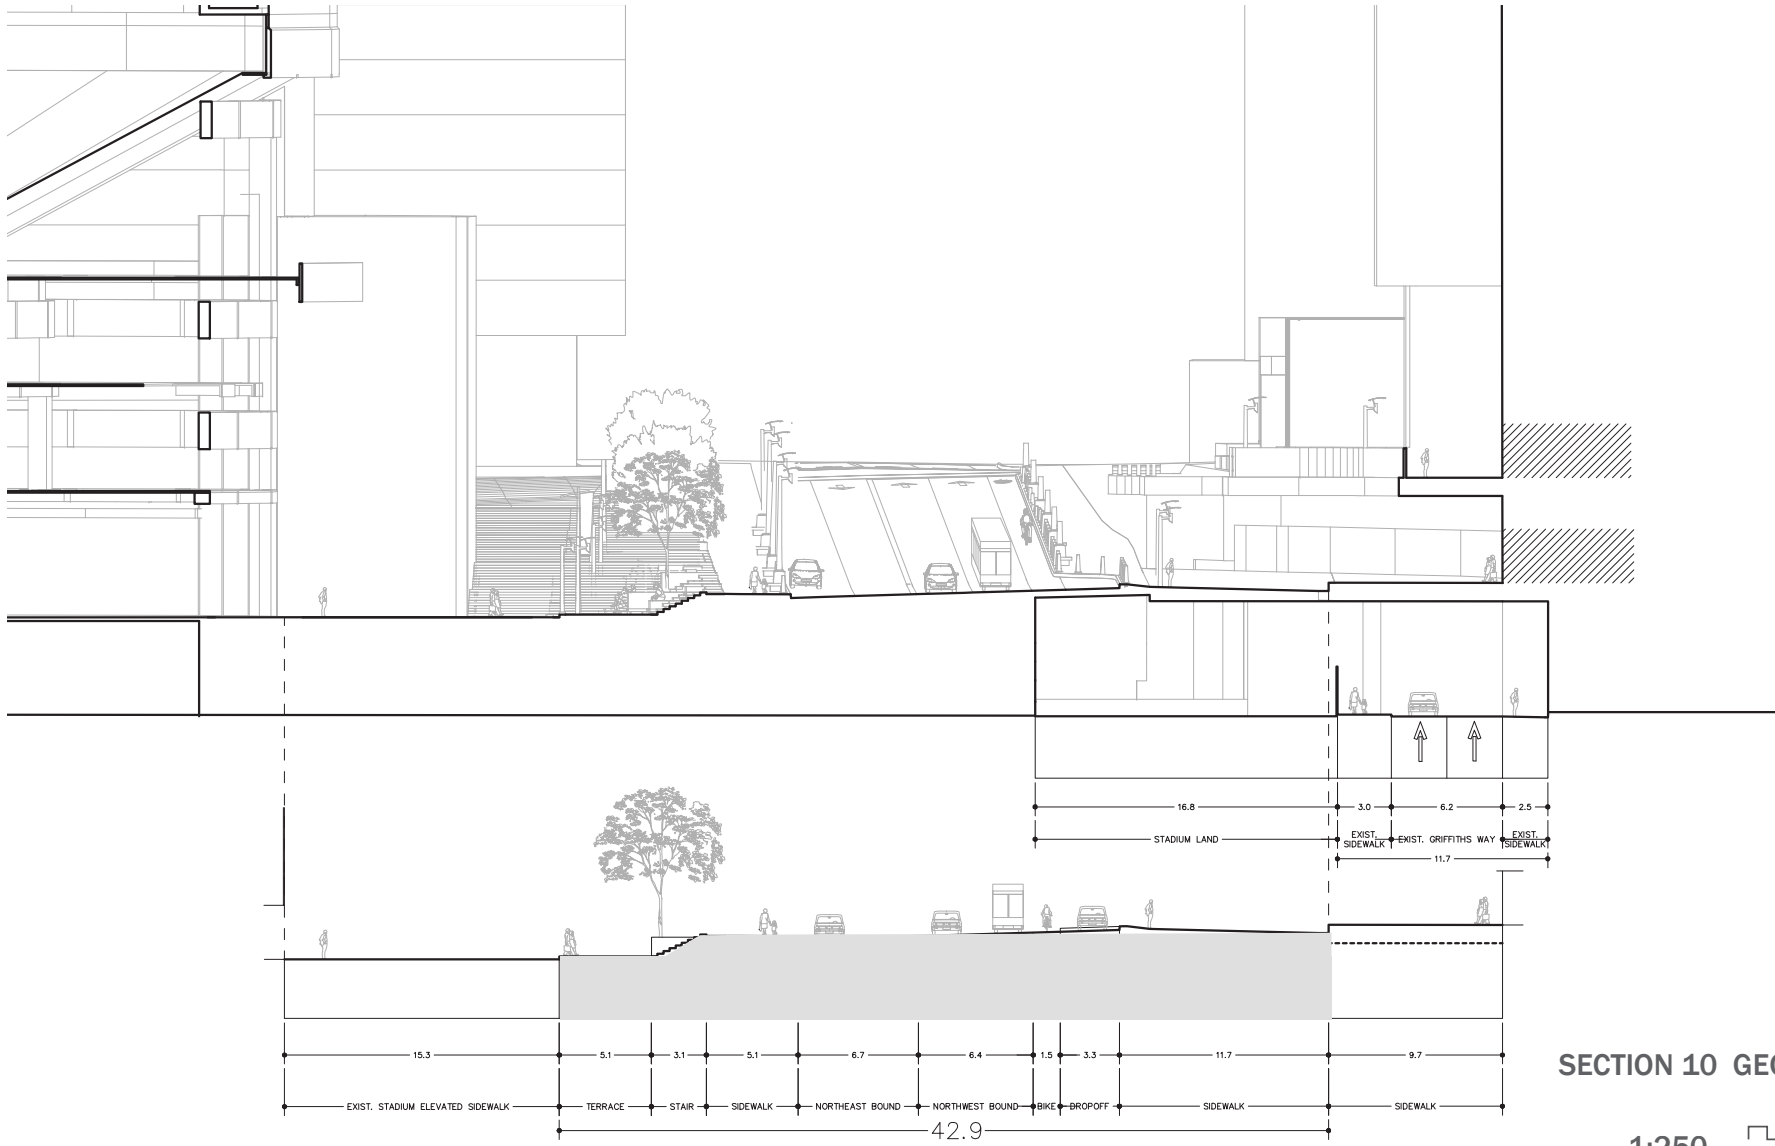 16.8 3.0 6.2 2.5
STADIUM LAND EXIST. SIDEWALK EXIST. GRIFFITHS WAY EXIST. SIDEWALK
11.7
15.3 5.1 3.1 5.1 6.7 6.4 1.5 3.3 11.7 9.7
SECTION 10 GEO
EXIST. STADIUM ELEVATED SIDEWALK TERRACE STAIR SIDEWALK NORTHEAST BOUND NORTHWEST BOUND BIKE DROPOFF SIDEWALK SIDEWALK
42.9
1:250